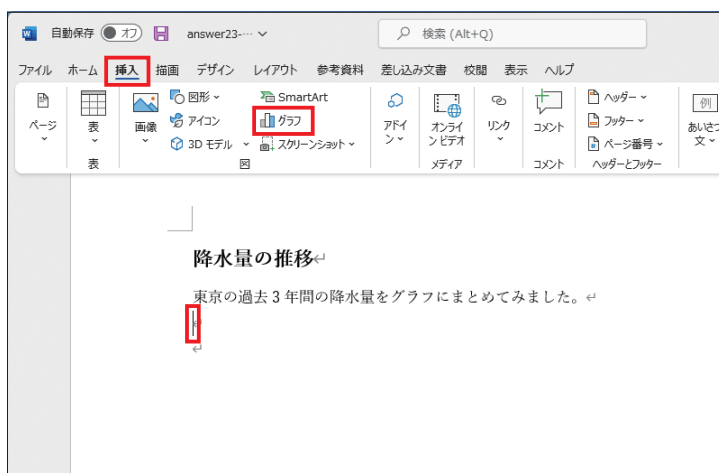 自動保存 オフ answer23-… 検索 (Alt+Q)
ファイル ホーム 挿入 描画 デザイン レイアウト 参考資料 差し込み文書 校閲 表示 ヘルプ
ページ
表
画像
図形
アイコン
3D モデル
SmartArt
グラフ
スクリーンショット
アドイン
オンラインビデオ
リンク
コメント
ヘッダー
フッター
ページ番号
例
あいさつ文
表 図 メディア コメント ヘッダーとフッター
降水量の推移
東京の過去3年間の降水量をグラフにまとめてみました。